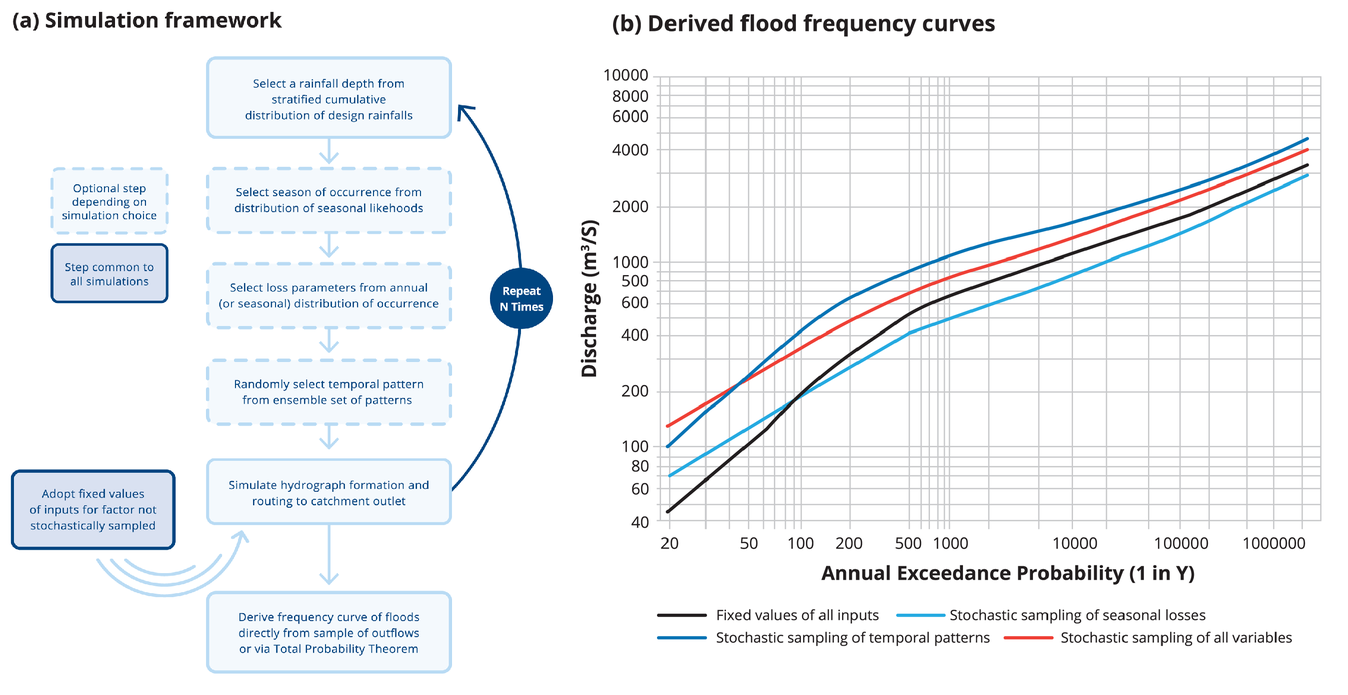 (a) Simulation framework
Select a rainfall depth from
stratified cumulative
distribution of design rainfalls
Optional step
depending on
simulation choice
Select season of occurrence from
distribution of seasonal likehoods
Step common to
all simulations
Select loss parameters from annual
(or seasonal) distribution of occurrence
Repeat
N Times
Randomly select temporal pattern
from ensemble set of patterns
Adopt fixed values
of inputs for factor not
stochastically sampled
Simulate hydrograph formation and
routing to catchment outlet
Derive frequency curve of floods
directly from sample of outflows
or via Total Probability Theorem
(b) Derived flood frequency curves
Discharge (m³/S)
10000
8000
6000
4000
2000
1000
500
600
400
200
100
80
60
40
20 50 100 200 500 1000 10000 100000 1000000
Annual Exceedance Probability (1 in Y)
Fixed values of all inputs Stochastic sampling of seasonal losses
Stochastic sampling of temporal patterns Stochastic sampling of all variables